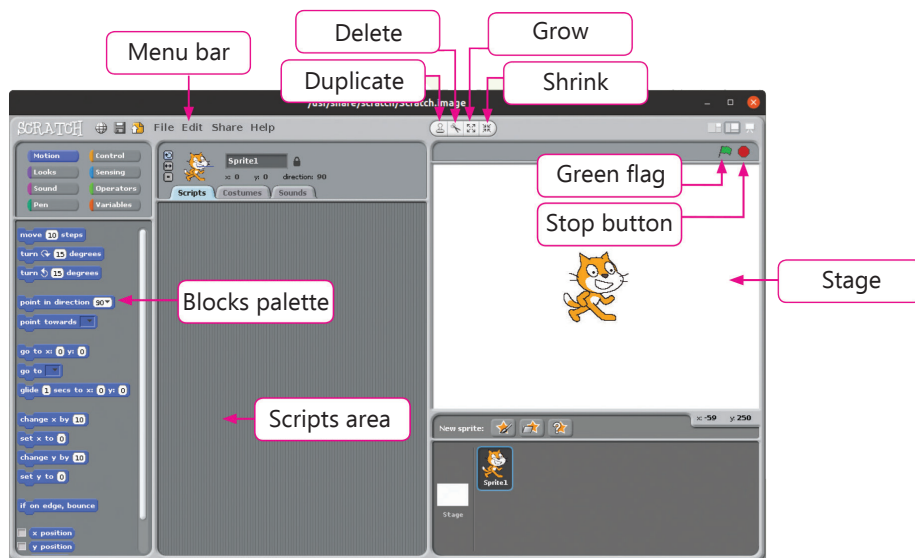 Delete
Grow
Menu bar
Duplicate
Shrink
/usr/share/scratch/Scratch.image
SCRATCH File Edit Share Help
Motion Control
Looks Sensing
Sound Operators
Pen Variables
Sprite1
x: 0 y: 0 direction: 90
Scripts Costumes Sounds
Green flag
Stop button
Stage
move 10 steps
turn 15 degrees
turn 15 degrees
point in direction 90
Blocks palette
point towards
go to x: 0 y: 0
go to
glide 1 secs to x: 0 y: 0
Scripts area
change x by 10
set x to 0
change y by 10
set y to 0
if on edge, bounce
x position
y position
x: -59 y: 250
New sprite:
Sprite1
Stage